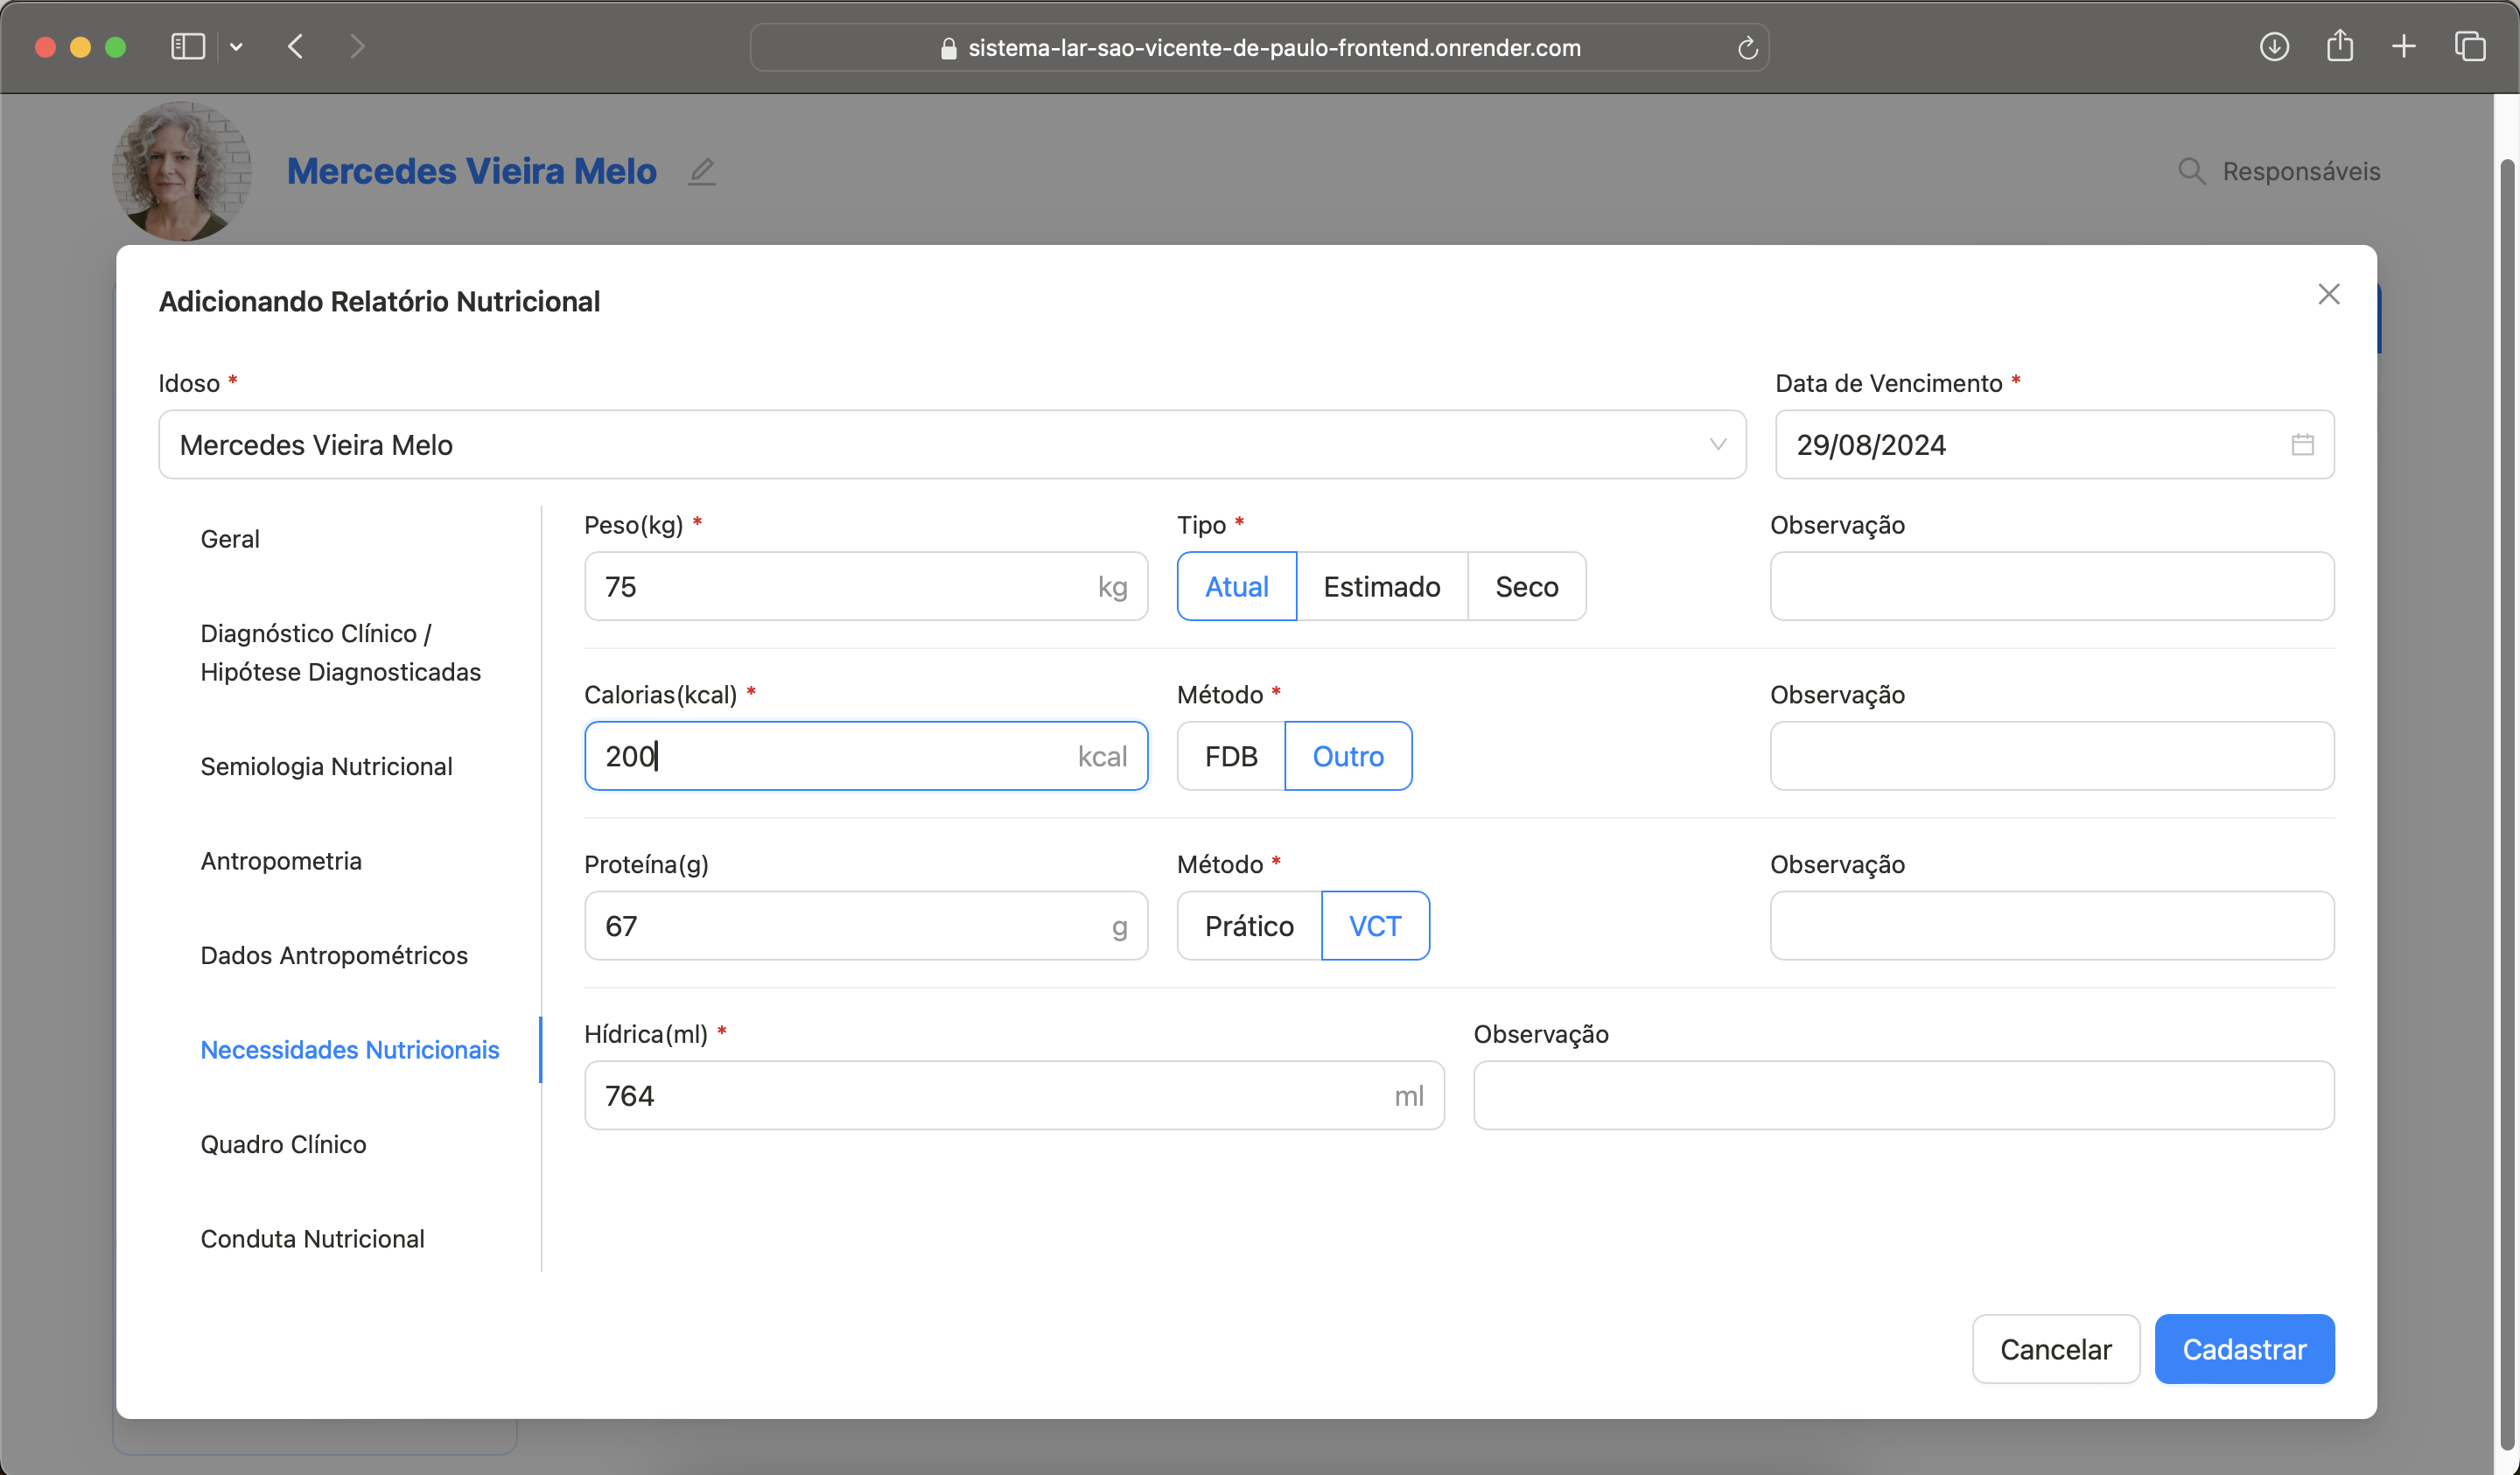 sistema-lar-sao-vicente-de-paulo-frontend.onrender.com
Mercedes Vieira Melo
Responsáveis
Adicionando Relatório Nutricional
Idoso *
Data de Vencimento *
Mercedes Vieira Melo
29/08/2024
Geral
Diagnóstico Clínico /
Hipótese Diagnosticadas
Semiologia Nutricional
Antropometria
Dados Antropométricos
Necessidades Nutricionais
Quadro Clínico
Conduta Nutricional
Peso(kg) *
Tipo *
Observação
75 kg
Atual Estimado Seco
Calorias(kcal) *
Método *
Observação
200 kcal
FDB Outro
Proteína(g)
Método *
Observação
67 g
Prático VCT
Hídrica(ml) *
Observação
764 ml
Cancelar
Cadastrar